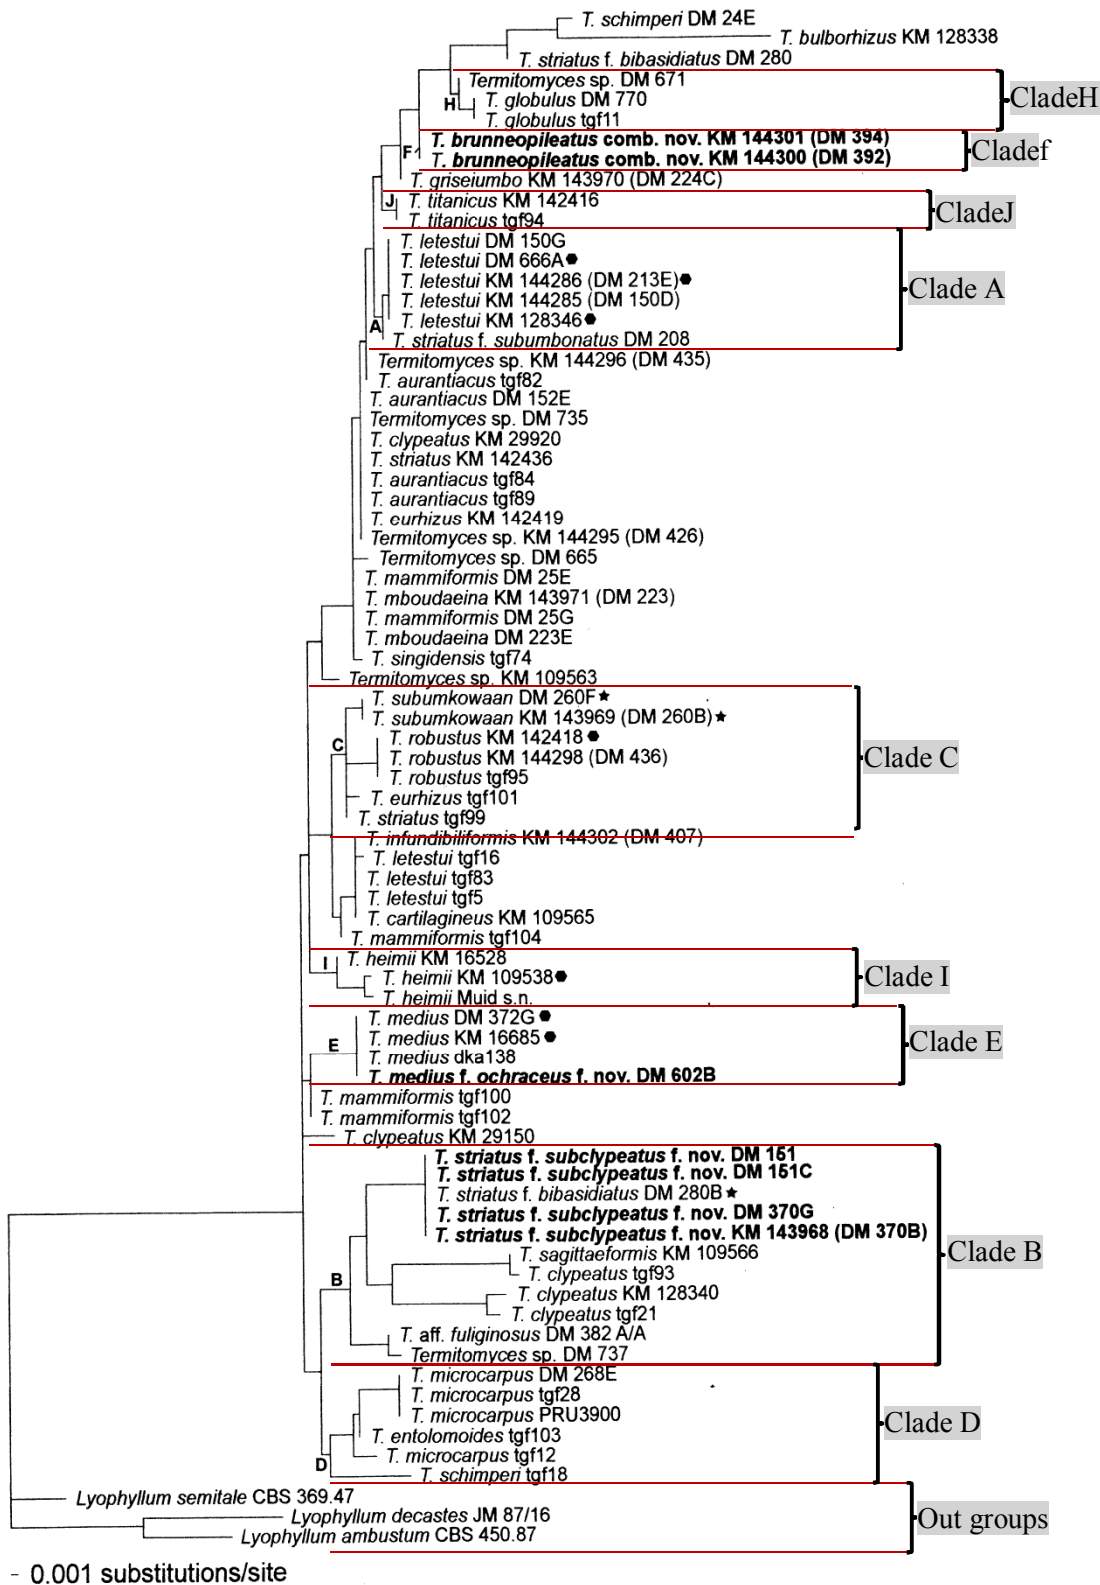 T. schimperi DM 24E
T. bulborhizus KM 128338
T. striatus f. bibasidiatus DM 280
Termitomyces sp. DM 671
H
T. globulus DM 770
CladeH
T. globulus tgf11
T. brunneopileatus comb. nov. KM 144301 (DM 394)
F
T. brunneopileatus comb. nov. KM 144300 (DM 392)
Cladef
T. griseiumbo KM 143970 (DM 224C)
J
T. titanicus KM 142416
CladeJ
T. titanicus tgf94
T. letestui DM 150G
T. letestui DM 666A
T. letestui KM 144286 (DM 213E)
Clade A
T. letestui KM 144285 (DM 150D)
T. letestui KM 128346
A
T. striatus f. subumbonatus DM 208
Termitomyces sp. KM 144296 (DM 435)
T. aurantiacus tgf82
T. aurantiacus DM 152E
Termitomyces sp. DM 735
T. clypeatus KM 29920
T. striatus KM 142436
T. aurantiacus tgf84
T. aurantiacus tgf89
T. eurhizus KM 142419
Termitomyces sp. KM 144295 (DM 426)
Termitomyces sp. DM 665
T. mammiformis DM 25E
T. mboudaeina KM 143971 (DM 223)
T. mammiformis DM 25G
T. mboudaeina DM 223E
T. singidensis tgf74
Termitomyces sp. KM 109563
T. subumkowaan DM 260F
T. subumkowaan KM 143969 (DM 260B)
C
T. robustus KM 142418
T. robustus KM 144298 (DM 436)
Clade C
T. robustus tgf95
T. eurhizus tgf101
T. striatus tgf99
T. infundibiliformis KM 144302 (DM 407)
T. letestui tgf16
T. letestui tgf83
T. letestui tgf5
T. cartilagineus KM 109565
T. mammiformis tgf104
I
T. heimii KM 16528
T. heimii KM 109538
Clade I
T. heimii Muid s.n.
T. medius DM 372G
E
T. medius KM 16685
Clade E
T. medius dka138
T. medius f. ochraceus f. nov. DM 602B
T. mammiformis tgf100
T. mammiformis tgf102
T. clypeatus KM 29150
T. striatus f. subclypeatus f. nov. DM 151
T. striatus f. subclypeatus f. nov. DM 151C
T. striatus f. bibasidiatus DM 280B
T. striatus f. subclypeatus f. nov. DM 370G
T. striatus f. subclypeatus f. nov. KM 143968 (DM 370B)
T. sagittaeformis KM 109566
Clade B
B
T. clypeatus tgf93
T. clypeatus KM 128340
T. clypeatus tgf21
T. aff. fuliginosus DM 382 A/A
Termitomyces sp. DM 737
T. microcarpus DM 268E
T. microcarpus tgf28
T. microcarpus PRU3900
Clade D
T. entolomoides tgf103
T. microcarpus tgf12
D
T. schimperi tgf18
Lyophyllum semitale CBS 369.47
Lyophyllum decastes JM 87/16
Out groups
Lyophyllum ambustum CBS 450.87
0.001 substitutions/site